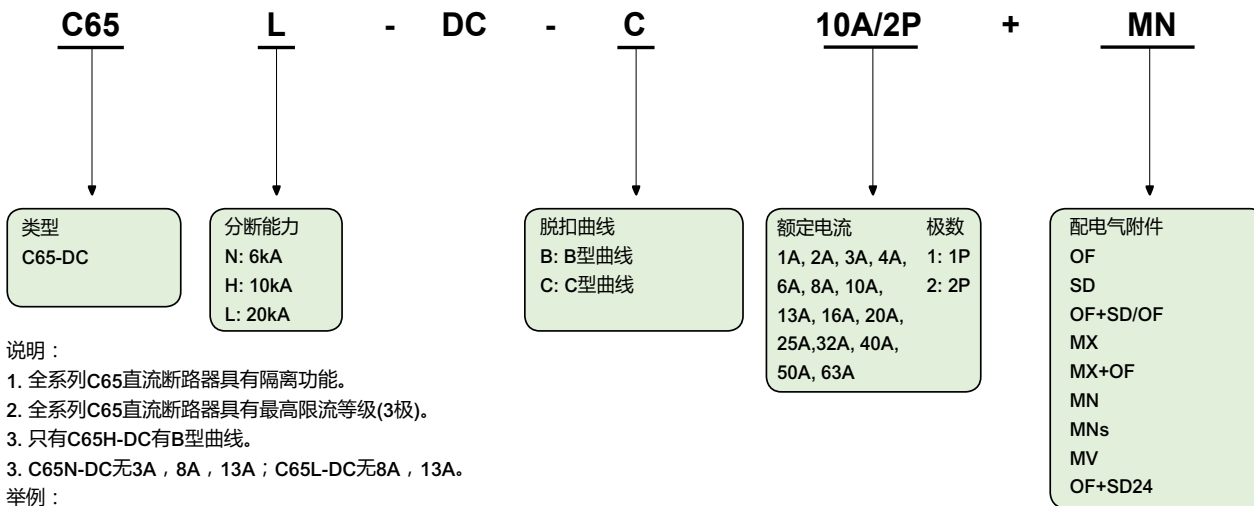 C65 L - DC - C 10A/2P + MN
类型
C65-DC
分断能力
N: 6kA
H: 10kA
L: 20kA
脱扣曲线
B: B型曲线
C: C型曲线
额定电流 极数
1A, 2A, 3A, 4A, 1: 1P
6A, 8A, 10A, 2: 2P
13A, 16A, 20A,
25A,32A, 40A,
50A, 63A
配电气附件
OF
SD
OF+SD/OF
MX
MX+OF
MN
MNs
MV
OF+SD24
说明：
1. 全系列C65直流断路器具有隔离功能。
2. 全系列C65直流断路器具有最高限流等级(3极)。
3. 只有C65H-DC有B型曲线。
3. C65N-DC无3A，8A，13A；C65L-DC无8A，13A。
举例：